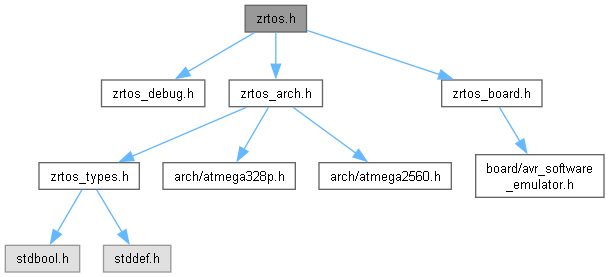 zrtos.h
zrtos_debug.h
zrtos_arch.h
zrtos_board.h
zrtos_types.h
arch/atmega328p.h
arch/atmega2560.h
board/avr_software
_emulator.h
stdbool.h
stddef.h